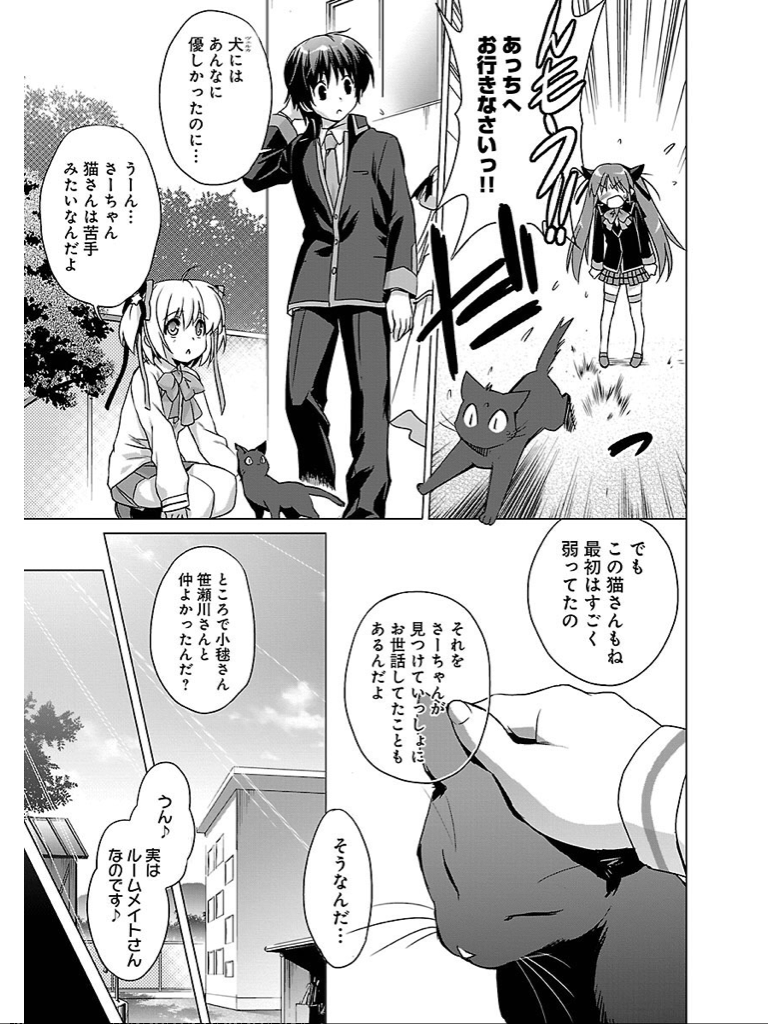 んもうっ!!
あっちへ
お行きなさいっ!!
犬には
ヴェルカ
あんなに
優しかったのに…
うーん…
さーちゃん
猫さんは苦手
みたいなんだよ
でも
この猫さんもね
最初はすごく
弱ってたの
それを
さーちゃんが
見つけていっしょに
お世話してたことも
あるんだよ
そうなんだ…
ところで小毬さん
笹瀬川さんと
仲よかったんだ?
うん♪
実は
ルームメイトさん
なのです♪